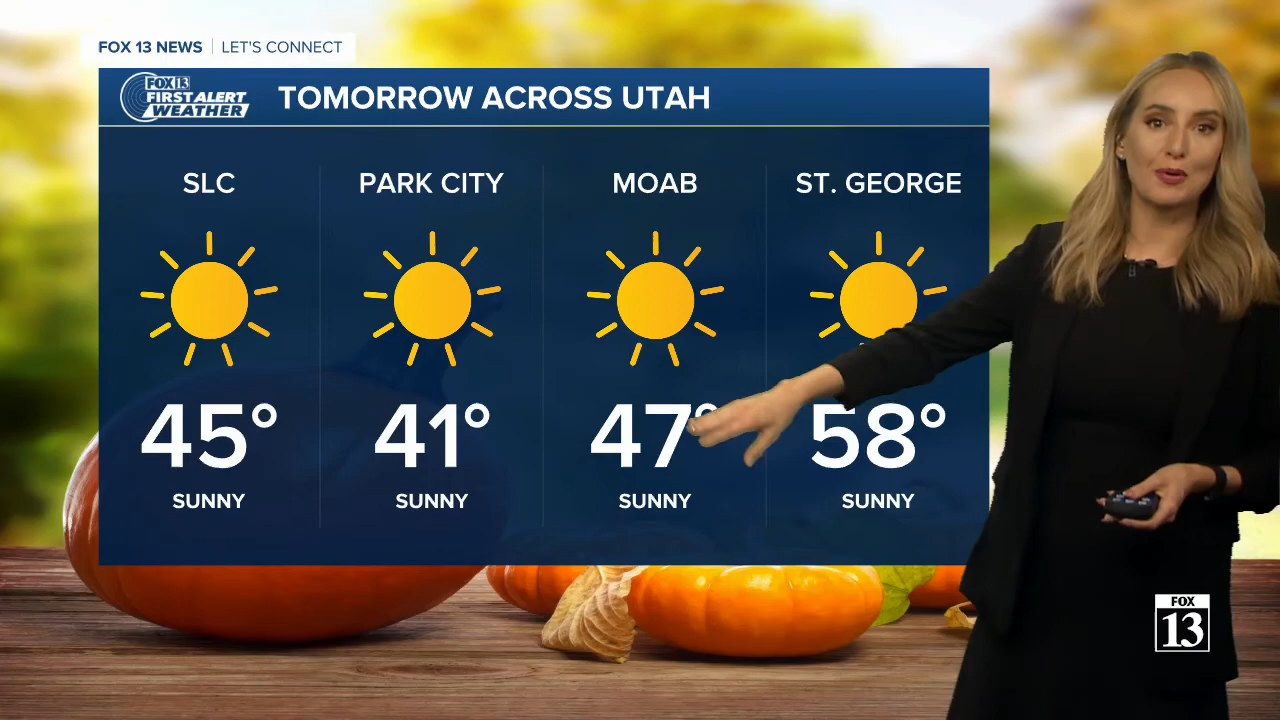 FOX 13 NEWS | LET'S CONNECT
FOX 13
FIRST ALERT
WEATHER
TOMORROW ACROSS UTAH
SLC
PARK CITY
MOAB
ST. GEORGE
45°
41°
47°
58°
SUNNY
SUNNY
SUNNY
SUNNY
FOX
13